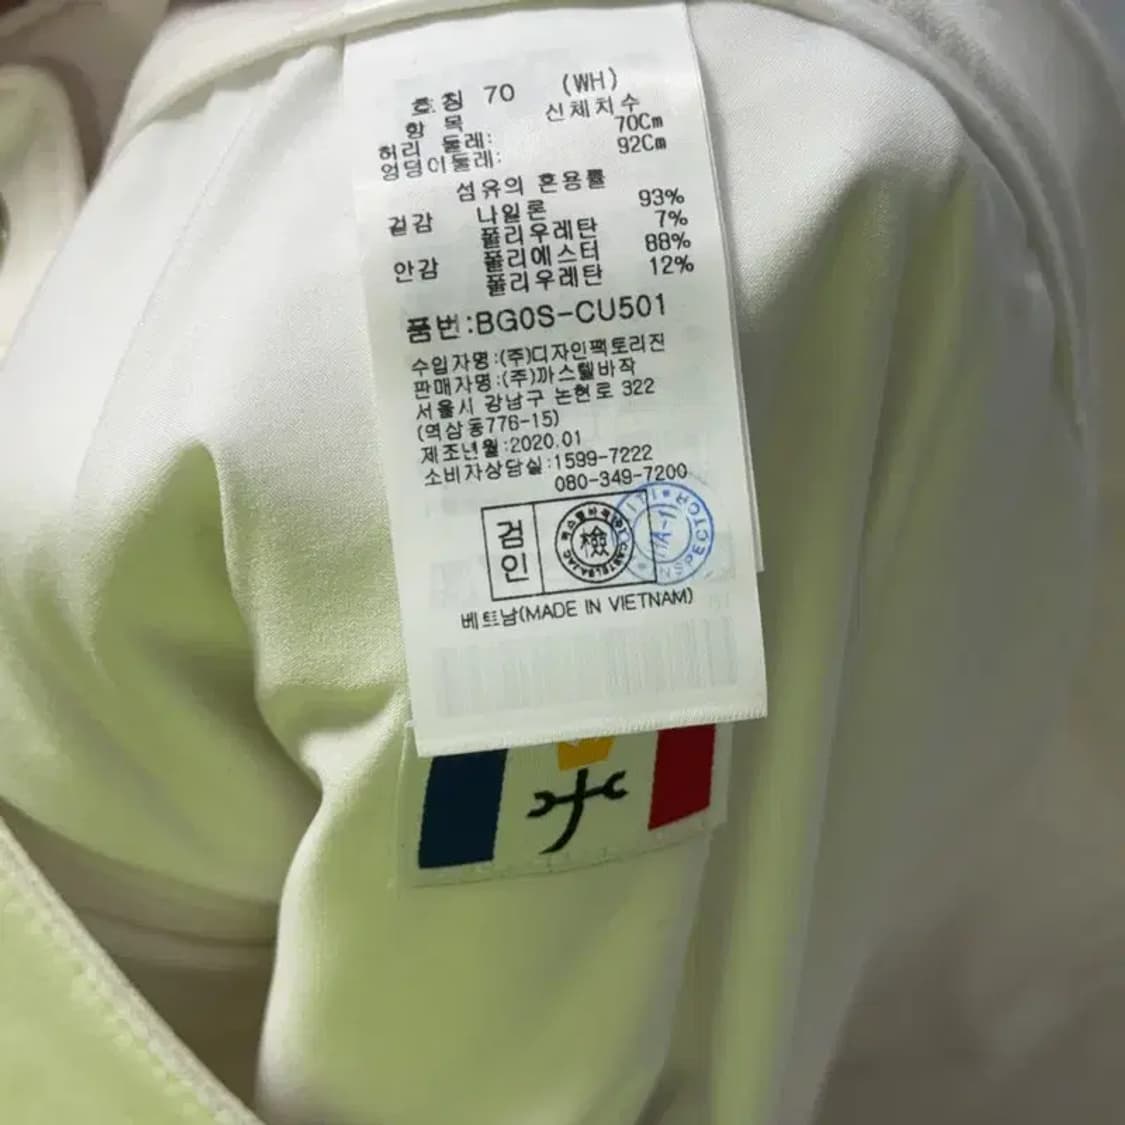 호칭 70 (WH)
항 목 신체치수
허리 둘레: 70Cm
엉덩이둘레: 92Cm
섬유의 혼용률
겉감 나일론 93%
폴리우레탄 7%
안감 폴리에스터 88%
폴리우레탄 12%
품번:BG0S-CU501
수입자명:(주)디자인팩토리진
판매자명:(주)까스텔바작
서울시 강남구 논현로 322
(역삼동776-15)
제조년월:2020.01
소비자상담실:1599-7222
080-349-7200
검인
檢
CASTELBAJAC
INSPECTOR
베트남(MADE IN VIETNAM)